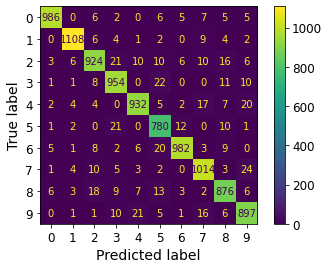 0 986 0 6 2 0 6 5 7 5 5
1 0 1108 6 4 1 2 0 9 4 2
2 3 6 924 21 10 10 6 10 16 6
3 1 1 8 954 0 22 0 0 11 10
4 2 4 4 0 932 5 2 17 7 20
5 1 2 0 21 0 780 12 0 10 1
6 5 1 8 2 6 20 982 3 9 0
7 1 4 10 5 3 2 0 1014 3 24
8 6 3 18 9 7 13 3 2 876 6
9 0 1 1 10 21 5 1 16 6 897
0 1 2 3 4 5 6 7 8 9
Predicted label
True label
1000
800
600
400
200
0